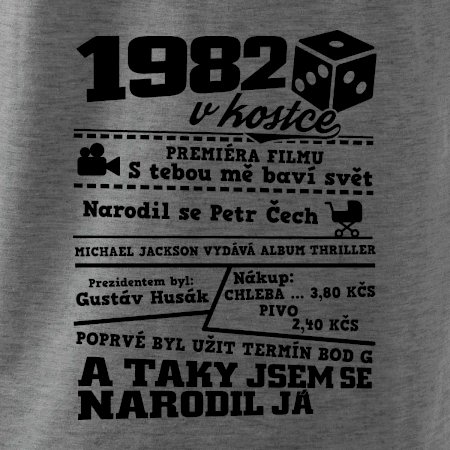 1982
v kostce
PREMIÉRA FILMU
S tebou mě baví svět
Narodil se Petr Čech
MICHAEL JACKSON VYDÁVÁ ALBUM THRILLER
Prezidentem byl:
Gustáv Husák
Nákup:
CHLEBA ... 3,80 KČS
PIVO
2,40 KČS
POPRVÉ BYL UŽIT TERMÍN BOD G
A TAKY JSEM SE
NARODIL JÁ